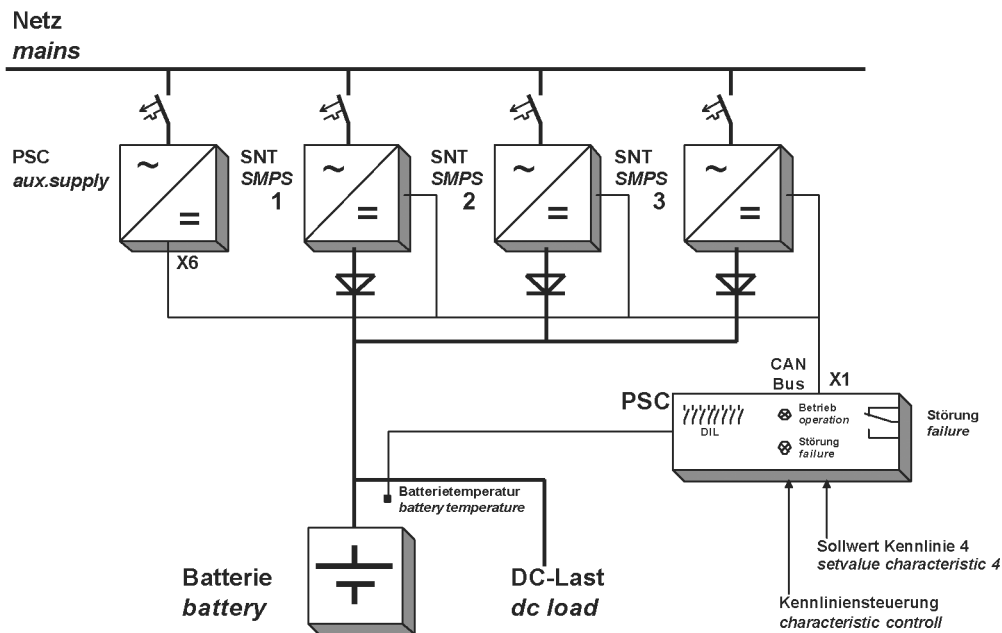 Netz
mains
PSC
aux.supply
SNT
SMPS
1
SNT
SMPS
2
SNT
SMPS
3
~
=
~
=
~
=
~
=
X6
CAN
Bus
X1
PSC
DIL
Betrieb
operation
Störung
failure
Störung
failure
Batterietemperatur
battery temperature
Batterie
battery
DC-Last
dc load
Sollwert Kennlinie 4
setvalue characteristic 4
Kennliniensteuerung
characteristic controll